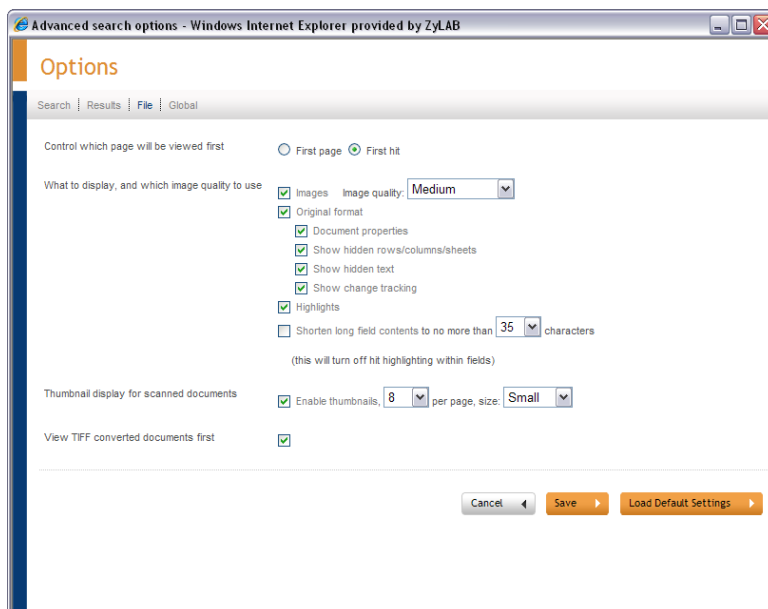 Advanced search options - Windows Internet Explorer provided by ZyLAB
Options
Search Results File Global
Control which page will be viewed first First page First hit
What to display, and which image quality to use Images Image quality: Medium
Original format
Document properties
Show hidden rows/columns/sheets
Show hidden text
Show change tracking
Highlights
Shorten long field contents to no more than 35 characters
(this will turn off hit highlighting within fields)
Thumbnail display for scanned documents Enable thumbnails, 8 per page, size: Small
View TIFF converted documents first
Cancel Save Load Default Settings